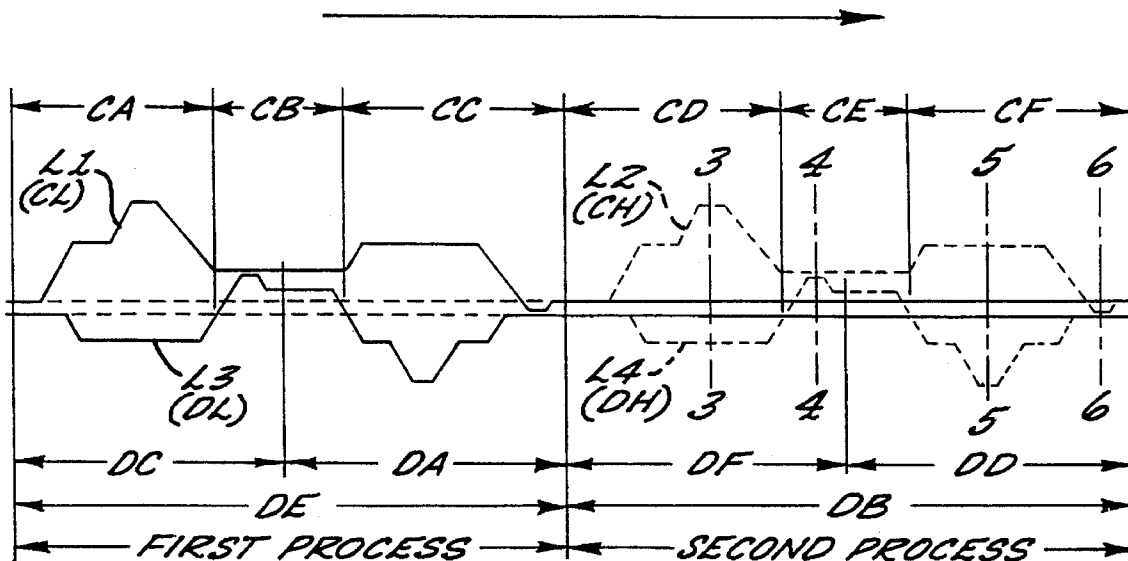 CA CB CC CD CE CF
L1
(CL)
L2
(CH)
3 4 5 6
L3
(DL)
L4
(DH)
3 4 5 6
DC DA DF DD
DE DB
FIRST PROCESS SECOND PROCESS